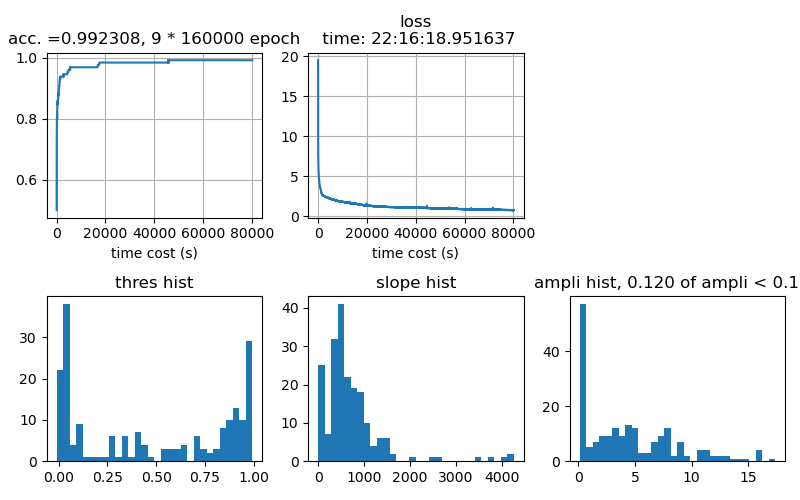 acc. =0.992308, 9 * 160000 epoch
1.0
0.8
0.6
0 20000 40000 60000 80000
time cost (s)
loss
time: 22:16:18.951637
20
15
10
5
0
0 20000 40000 60000 80000
time cost (s)
thres hist
30
20
10
0
0.00 0.25 0.50 0.75 1.00
slope hist
40
30
20
10
0
0 1000 2000 3000 4000
ampli hist, 0.120 of ampli < 0.1
40
20
0
0 5 10 15